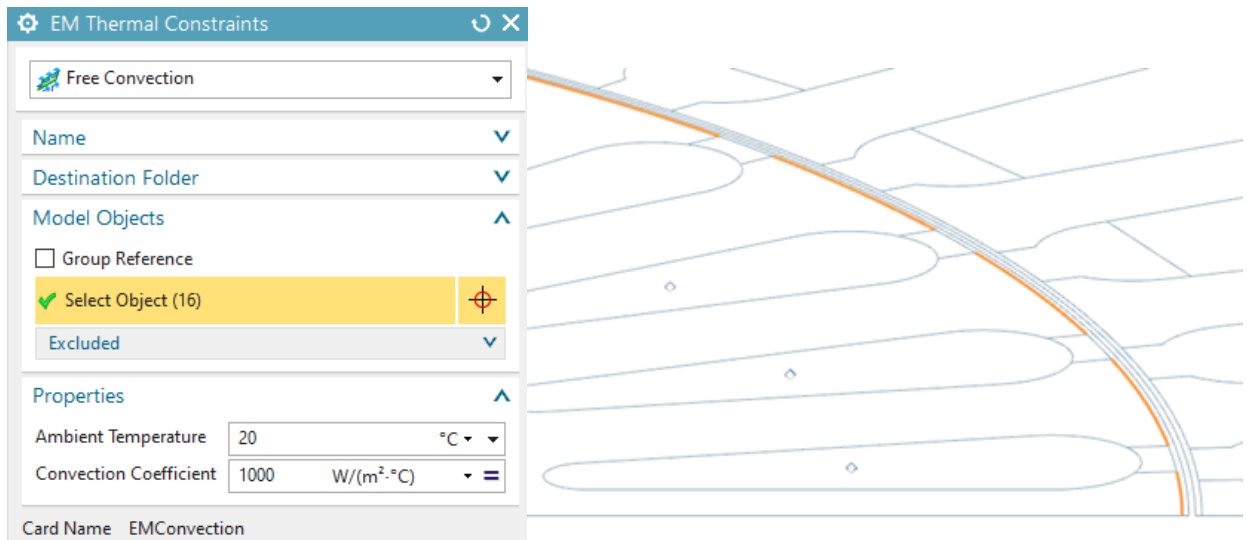 EM Thermal Constraints
Free Convection
Name
Destination Folder
Model Objects
Group Reference
Select Object (16)
Excluded
Properties
Ambient Temperature 20 °C
Convection Coefficient 1000 W/(m²·°C)
Card Name EMConvection